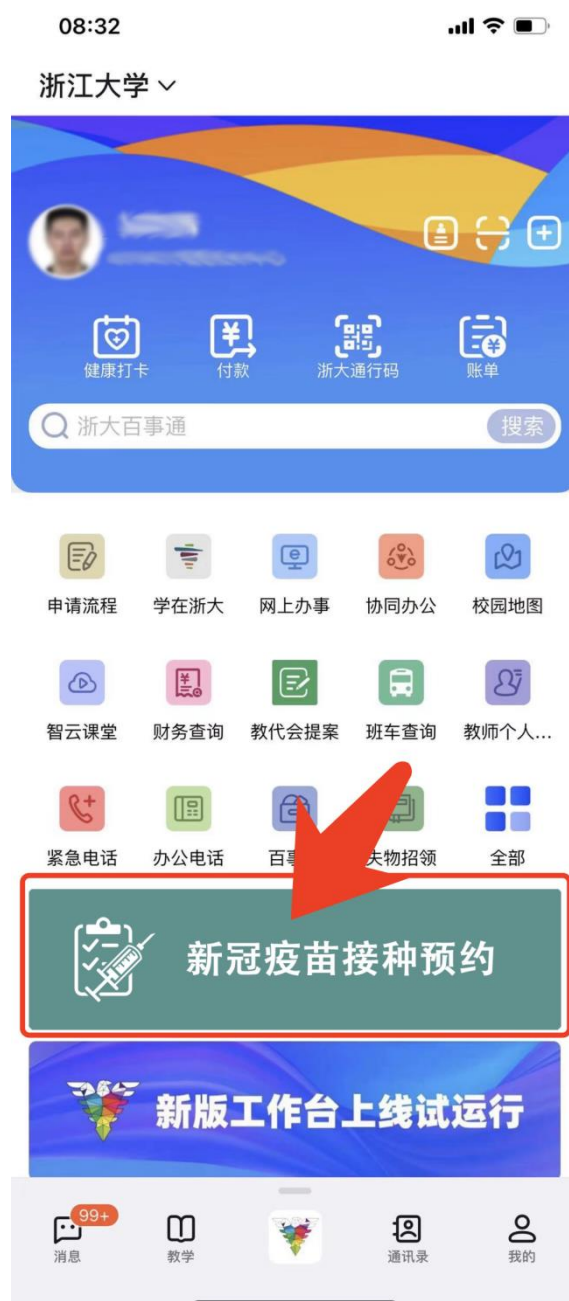 08:32
浙江大学
健康打卡 付款 浙大通行码 账单
浙大百事通 搜索
申请流程 学在浙大 网上办事 协同办公 校园地图
智云课堂 财务查询 教代会提案 班车查询 教师个人...
紧急电话 办公电话 百事 失物招领 全部
新冠疫苗接种预约
新版工作台上线试运行
99+
消息 教学 通讯录 我的